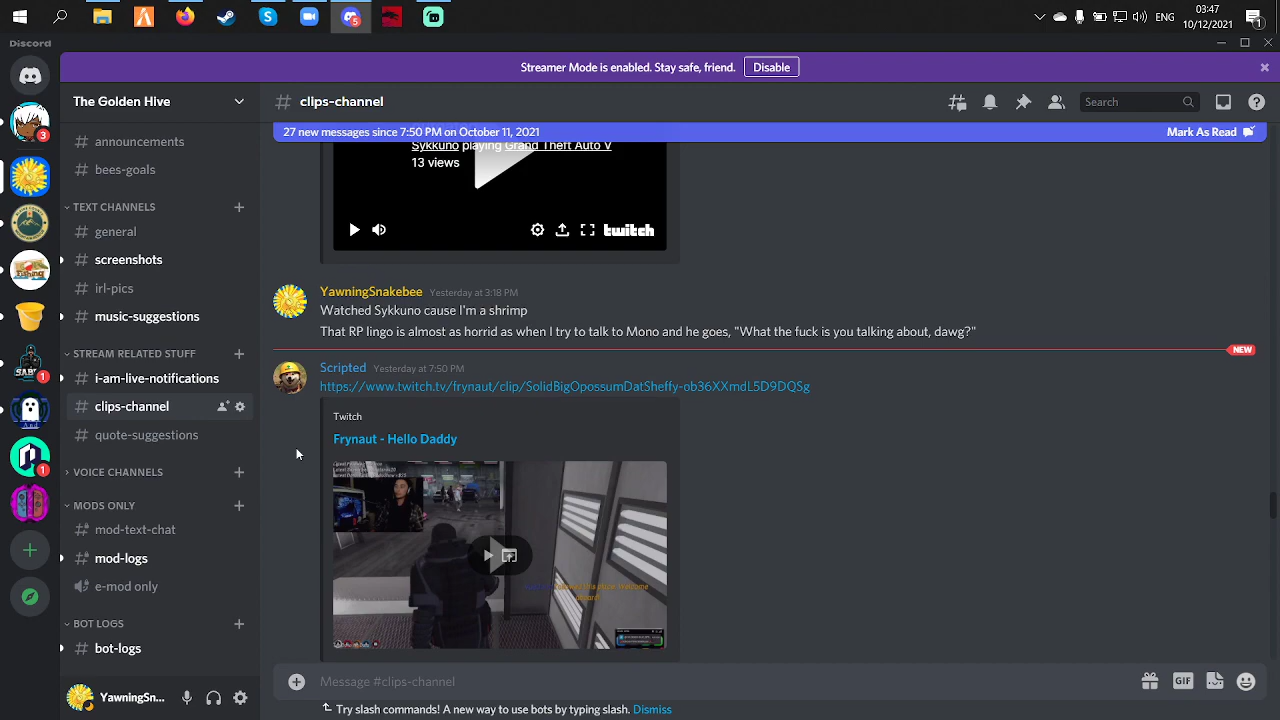 ENG
03:47
10/12/2021
1
5
Discord
Streamer Mode is enabled. Stay safe, friend.
Disable
The Golden Hive
clips-channel
Search
27 new messages since 7:50 PM on October 11, 2021
Mark As Read
3
1
1
announcements
bees-goals
TEXT CHANNELS
general
screenshots
irl-pics
music-suggestions
STREAM RELATED STUFF
i-am-live-notifications
clips-channel
quote-suggestions
VOICE CHANNELS
MODS ONLY
mod-text-chat
mod-logs
e-mod only
BOT LOGS
bot-logs
YawningSn...
Sykkuno playing Grand Theft Auto V
13 views
twitch
YawningSnakebee Yesterday at 3:18 PM
Watched Sykkuno cause I'm a shrimp
That RP lingo is almost as horrid as when I try to talk to Mono and he goes, "What the fuck is you talking about, dawg?"
NEW
Scripted Yesterday at 7:50 PM
https://www.twitch.tv/frynaut/clip/SolidBigOpossumDatSheffy-ob36XXmdL5D9DQSg
Twitch
Frynaut - Hello Daddy
Message #clips-channel
GIF
Try slash commands! A new way to use bots by typing slash. Dismiss